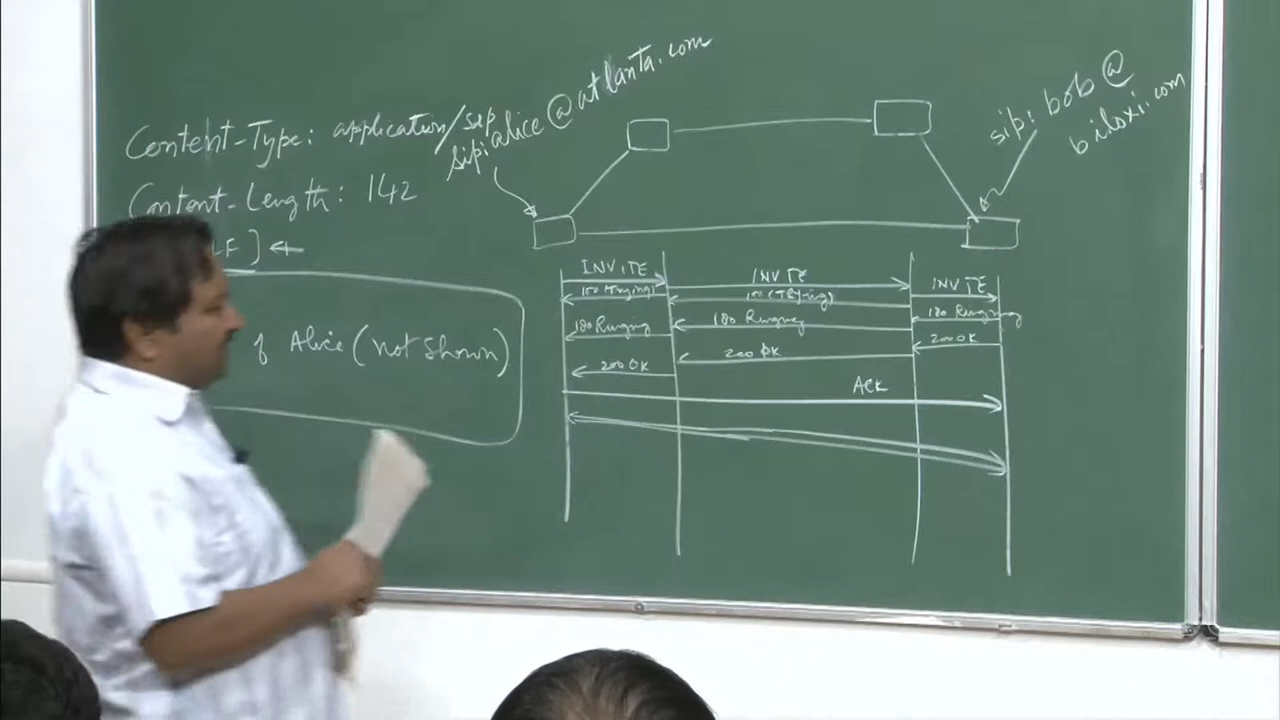 Content-Type: application/sip
Content-Length: 142
LF] ←
of Alice (not shown)
sip: alice@atlanta.com
sip: bob@
biloxi.com
INVITE
INVITE
INVITE
100 (Trying)
100 (Trying)
180 Ringing
180 Ringing
180 Ringing
200 OK
200 OK
200 OK
Ack